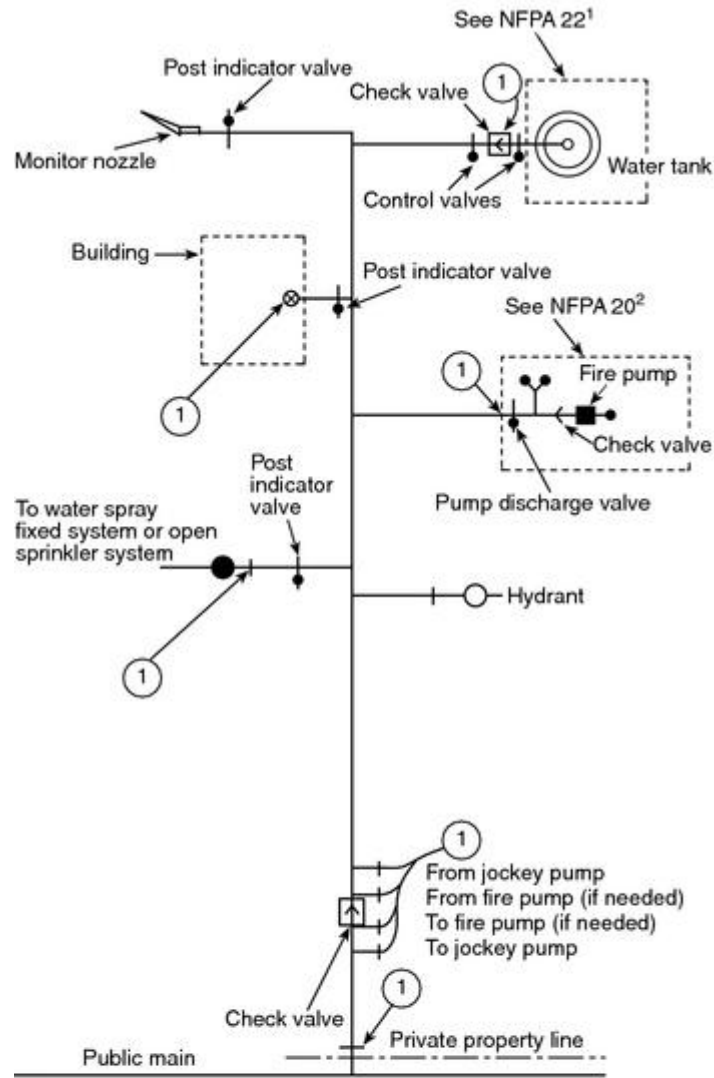 See NFPA 22¹
Post indicator valve
Check valve
1
Monitor nozzle
Water tank
Control valves
Building
Post indicator valve
See NFPA 20²
1
Fire pump
1
Check valve
Post
indicator
valve
Pump discharge valve
To water spray
fixed system or open
sprinkler system
Hydrant
1
1
From jockey pump
From fire pump (if needed)
To fire pump (if needed)
To jockey pump
1
Check valve
Private property line
Public main